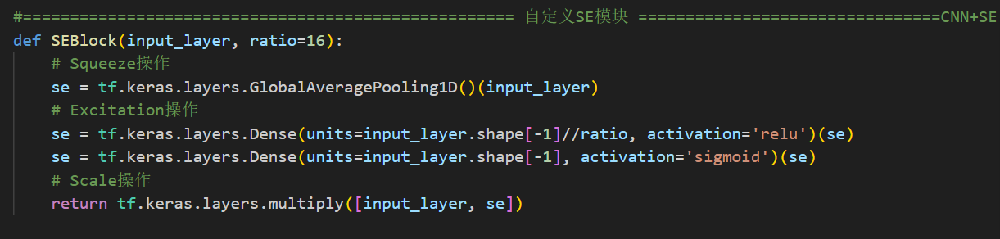 #==================================================== 自定义SE模块 ================================CNN+SE
def SEBlock(input_layer, ratio=16):
    # Squeeze操作
    se = tf.keras.layers.GlobalAveragePooling1D()(input_layer)
    # Excitation操作
    se = tf.keras.layers.Dense(units=input_layer.shape[-1]//ratio, activation='relu')(se)
    se = tf.keras.layers.Dense(units=input_layer.shape[-1], activation='sigmoid')(se)
    # Scale操作
    return tf.keras.layers.multiply([input_layer, se])